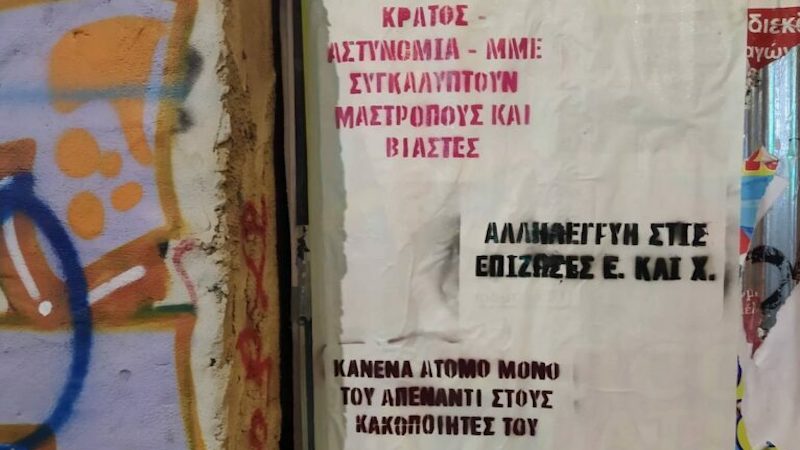 ΚΡΑΤΟΣ -
ΑΣΤΥΝΟΜΙΑ - ΜΜΕ
ΣΥΓΚΑΛΥΠΤΟΥΝ
ΜΑΣΤΡΟΠΟΥΣ ΚΑΙ
ΒΙΑΣΤΕΣ
ΑΛΛΗΛΕΓΓΥΗ ΣΤΙΣ
ΕΠΙΖΩΣΕΣ Ε. ΚΑΙ Χ.
ΚΑΝΕΝΑ ΑΤΟΜΟ ΜΟΝΟ
ΤΟΥ ΑΠΕΝΑΝΤΙ ΣΤΟΥΣ
ΚΑΚΟΠΟΙΗΤΕΣ ΤΟΥ